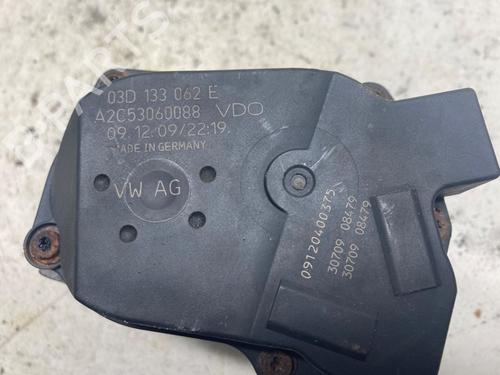 03D 133 062 E
A2C53060088 VDO
09.12.09/22:19.
MADE IN GERMANY
VW AG
09120400375
30709 08479
30709 08479
PARTS